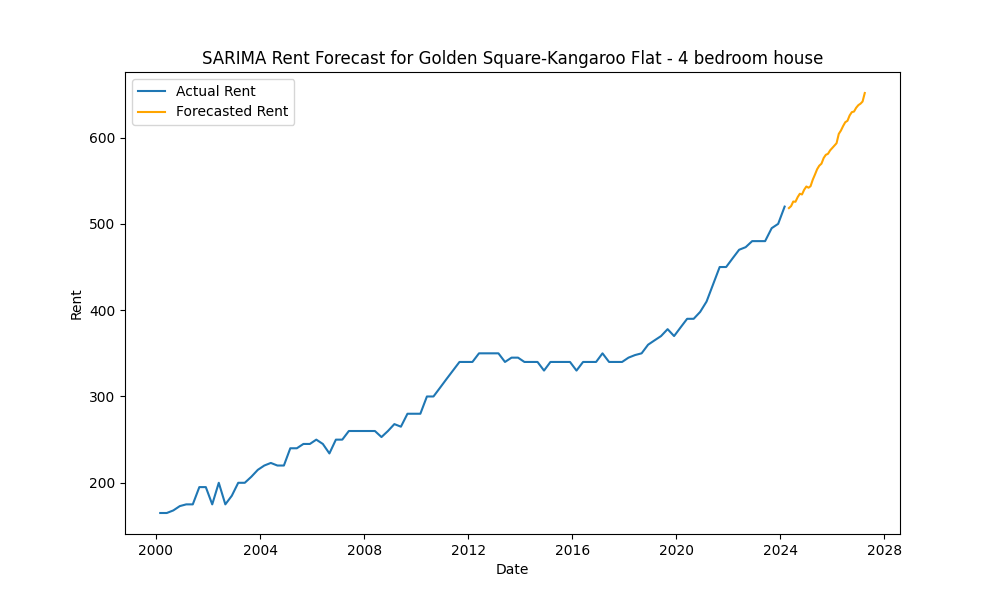 SARIMA Rent Forecast for Golden Square-Kangaroo Flat - 4 bedroom house
Actual Rent
Forecasted Rent
600
500
400
300
200
Rent
2000 2004 2008 2012 2016 2020 2024 2028
Date